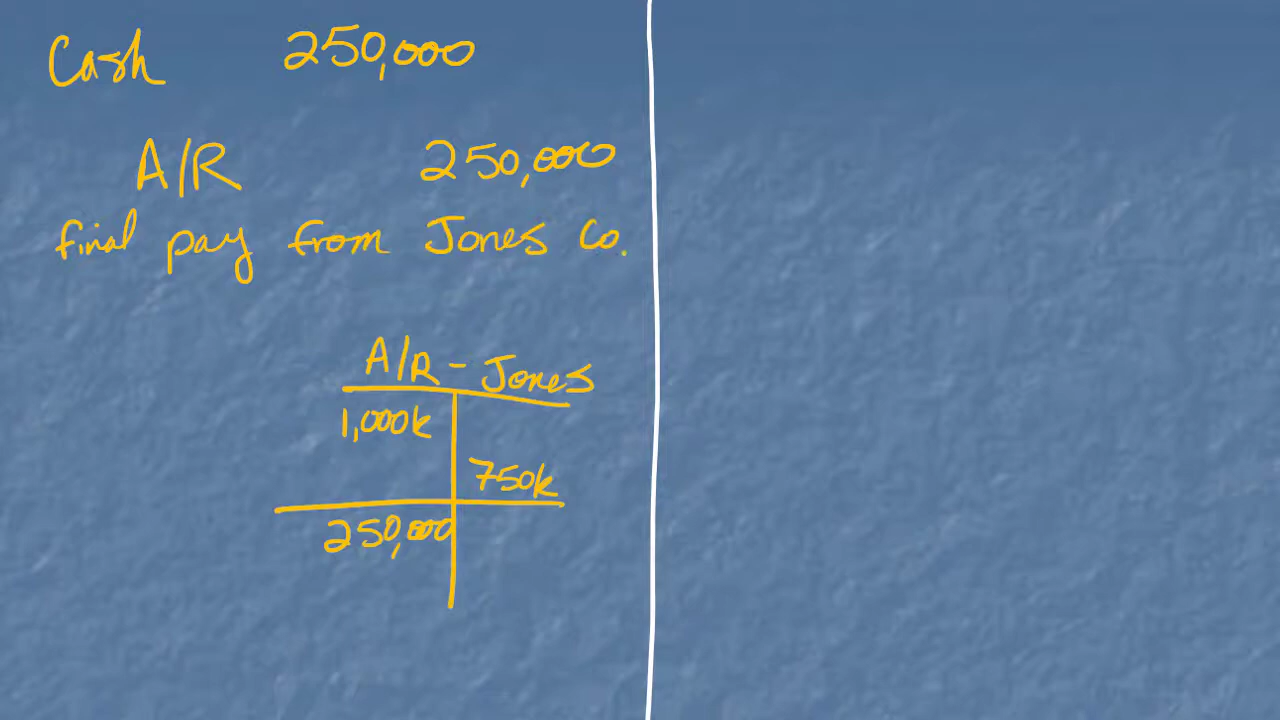 Cash 250,000
A/R 250,000
final pay from Jones Co.
A/R - Jones
1,000k
750k
250,000